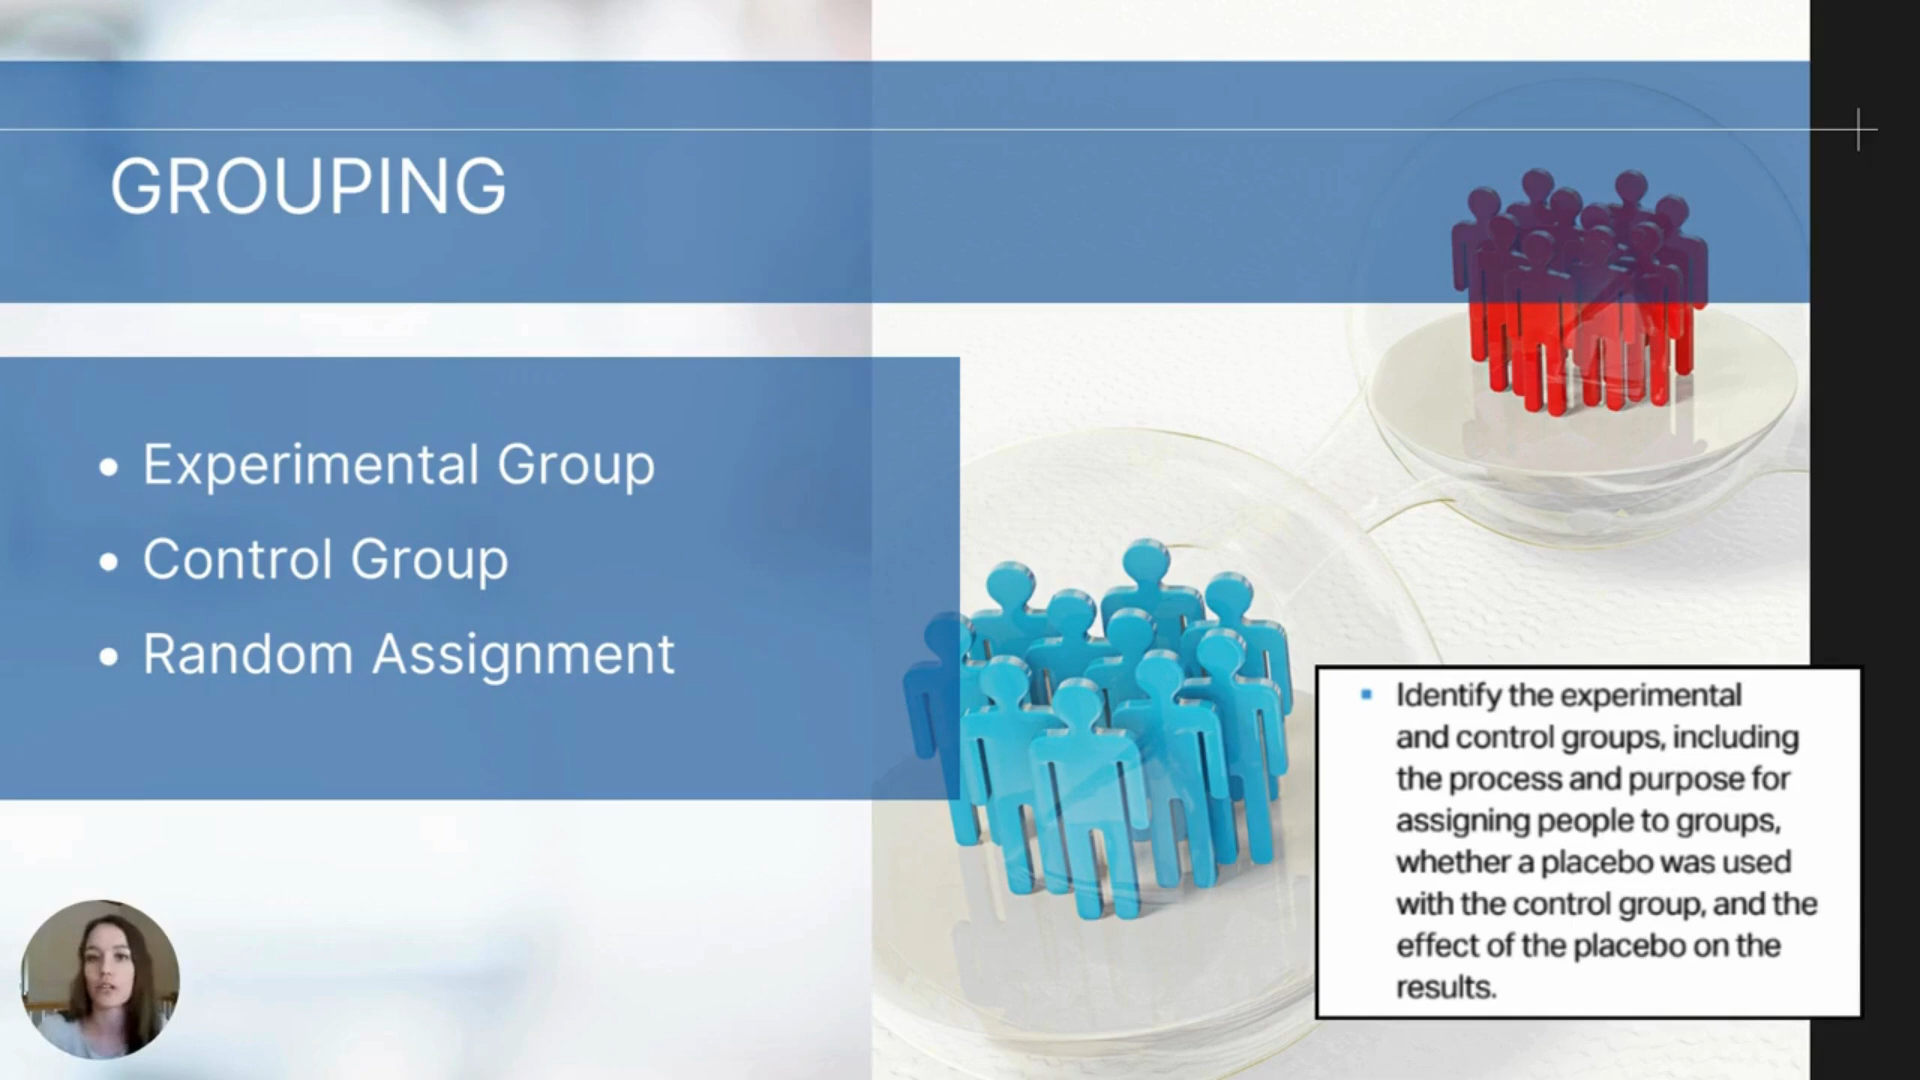 GROUPING
• Experimental Group
• Control Group
• Random Assignment
▪ Identify the experimental
and control groups, including
the process and purpose for
assigning people to groups,
whether a placebo was used
with the control group, and the
effect of the placebo on the
results.